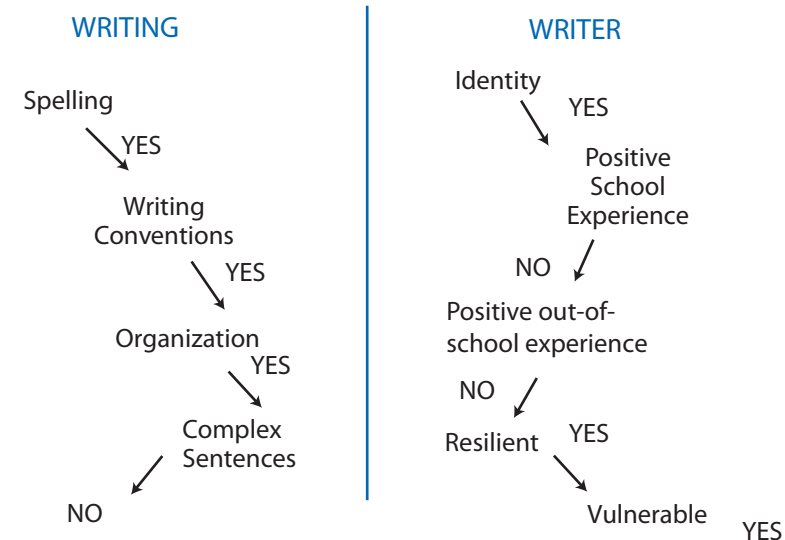 WRITING
Spelling
YES
Writing
Conventions
YES
Organization
YES
Complex
Sentences
NO
WRITER
Identity
YES
Positive
School
Experience
NO
Positive out-of-
school experience
NO
Resilient
YES
Vulnerable
YES